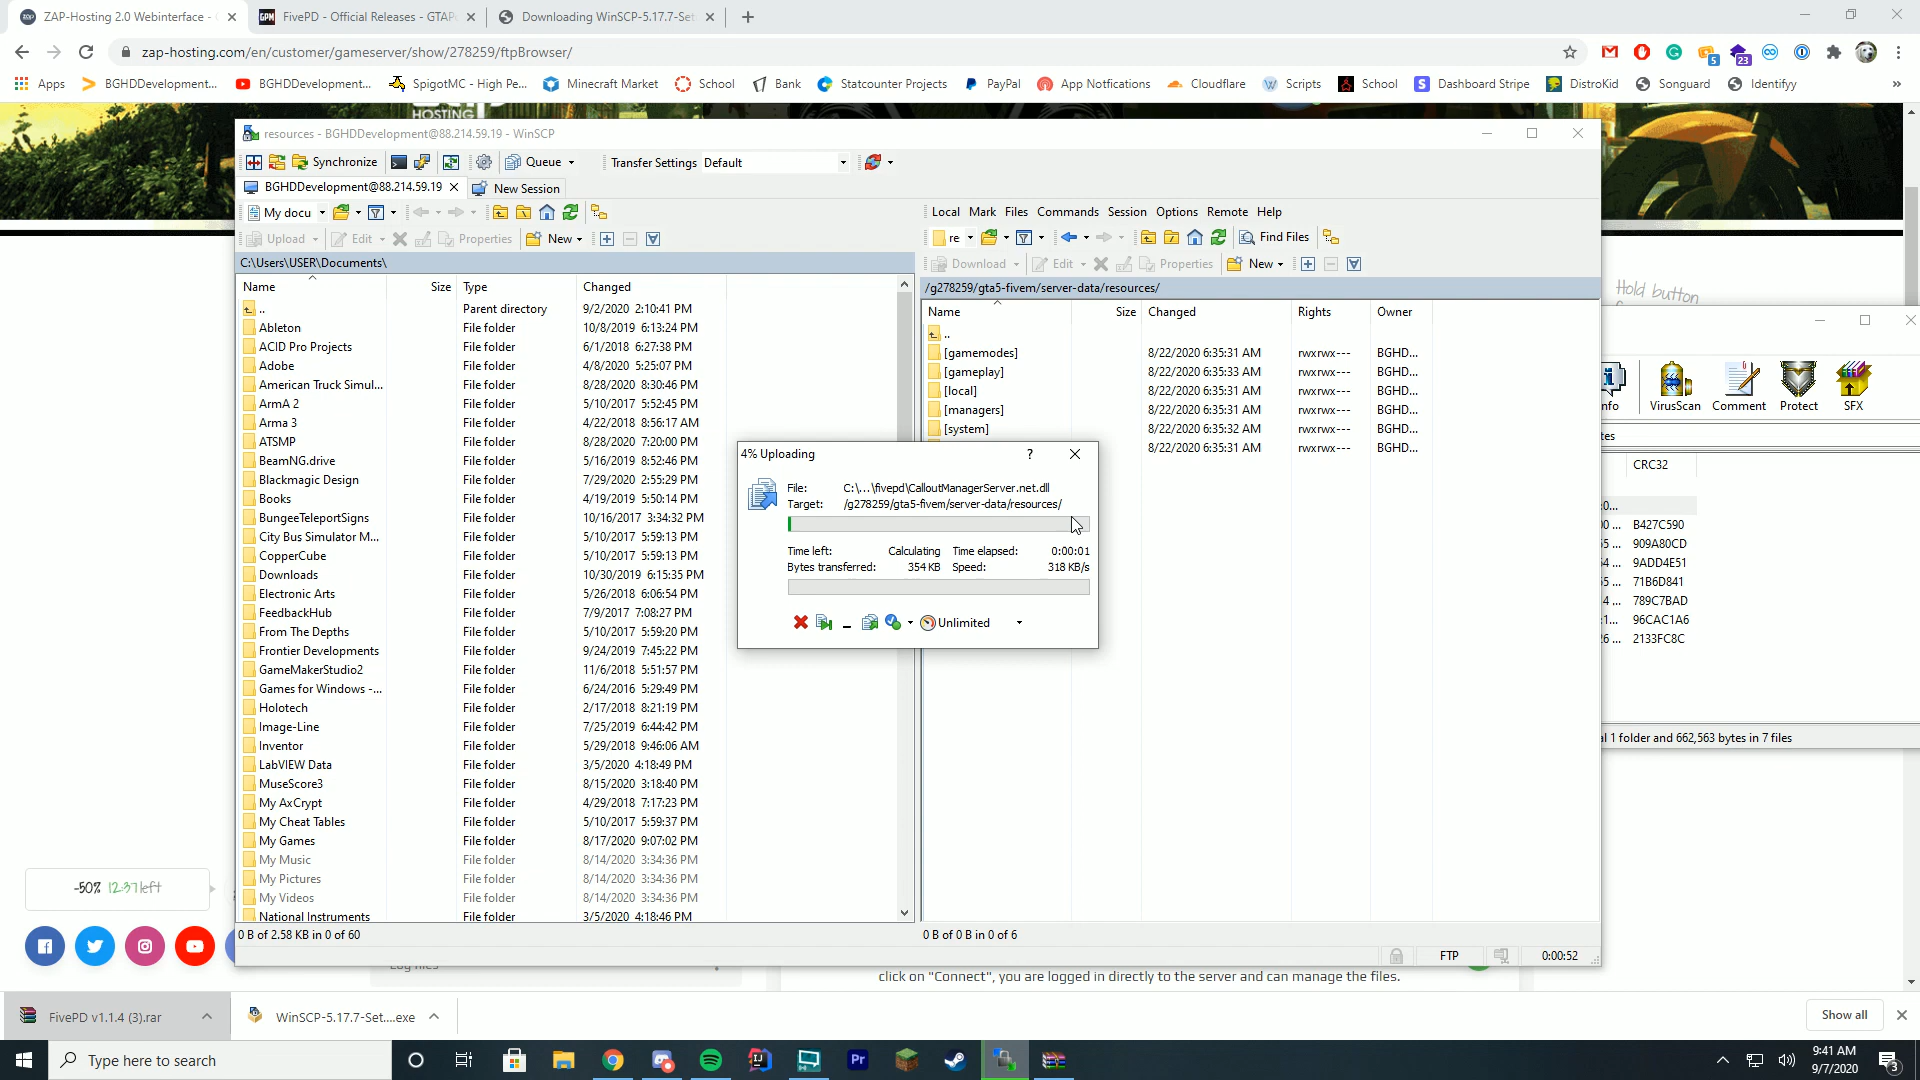 ZAP-Hosting 2.0 Webinterface -
FivePD - Official Releases - GTAP
Downloading WinSCP-5.17.7-Set
zap-hosting.com/en/customer/gameserver/show/278259/ftpBrowser/
5
23
Apps
BGHDDevelopment...
BGHDDevelopment...
SpigotMC - High Pe...
Minecraft Market
School
Bank
Statcounter Projects
PayPal
App Notfications
Cloudflare
Scripts
School
Dashboard Stripe
DistroKid
Songuard
Identifyy
»
HOSTING
resources - BGHDDevelopment@88.214.59.19 - WinSCP
Synchronize
Queue
Transfer Settings Default
BGHDDevelopment@88.214.59.19
New Session
My docu
Upload
Edit
Properties
New
Local Mark Files Commands Session Options Remote Help
re
Find Files
Download
Edit
Properties
New
C:\Users\USER\Documents\
Name Size Type Changed
.. Parent directory 9/2/2020 2:10:41 PM
Ableton File folder 10/8/2019 6:13:24 PM
ACID Pro Projects File folder 6/1/2018 6:27:38 PM
Adobe File folder 4/8/2020 5:25:07 PM
American Truck Simul... File folder 8/28/2020 8:30:46 PM
ArmA 2 File folder 5/10/2017 5:52:45 PM
Arma 3 File folder 4/22/2018 8:56:17 AM
ATSMP File folder 8/28/2020 7:20:00 PM
BeamNG.drive File folder 5/16/2019 8:52:46 PM
Blackmagic Design File folder 7/29/2020 2:55:29 PM
Books File folder 4/19/2019 5:50:14 PM
BungeeTeleportSigns File folder 10/16/2017 3:34:32 PM
City Bus Simulator M... File folder 5/10/2017 5:59:13 PM
CopperCube File folder 5/10/2017 5:59:13 PM
Downloads File folder 10/30/2019 6:15:35 PM
Electronic Arts File folder 5/26/2018 6:06:54 PM
FeedbackHub File folder 7/9/2017 7:08:27 PM
From The Depths File folder 5/10/2017 5:59:20 PM
Frontier Developments File folder 9/24/2019 7:45:22 PM
GameMakerStudio2 File folder 11/6/2018 5:51:57 PM
Games for Windows -... File folder 6/24/2016 5:29:49 PM
Holotech File folder 2/17/2018 8:21:19 PM
Image-Line File folder 7/25/2019 6:44:42 PM
Inventor File folder 5/29/2018 9:46:06 AM
LabVIEW Data File folder 3/5/2020 4:18:49 PM
MuseScore3 File folder 8/15/2020 3:18:40 PM
My AxCrypt File folder 4/29/2018 7:17:23 PM
My Cheat Tables File folder 5/10/2017 5:59:37 PM
My Games File folder 8/17/2020 9:07:02 PM
My Music File folder 8/14/2020 3:34:36 PM
My Pictures File folder 8/14/2020 3:34:36 PM
My Videos File folder 8/14/2020 3:34:36 PM
National Instruments File folder 3/5/2020 4:18:46 PM
0 B of 2.58 KB in 0 of 60
/g278259/gta5-fivem/server-data/resources/
Name Size Changed Rights Owner
..
[gamemodes] 8/22/2020 6:35:31 AM rwxrwx--- BGHD...
[gameplay] 8/22/2020 6:35:33 AM rwxrwx--- BGHD...
[local] 8/22/2020 6:35:31 AM rwxrwx--- BGHD...
[managers] 8/22/2020 6:35:31 AM rwxrwx--- BGHD...
[system] 8/22/2020 6:35:32 AM rwxrwx--- BGHD...
8/22/2020 6:35:31 AM rwxrwx--- BGHD...
0 B of 0 B in 0 of 6
FTP
0:00:52
4% Uploading
?
File: C:\...\fivepd\CalloutManagerServer.net.dll
Target: /g278259/gta5-fivem/server-data/resources/
Time left: Calculating Time elapsed: 0:00:01
Bytes transferred: 354 KB Speed: 318 KB/s
Unlimited
Hold button
VirusScan
Comment
Protect
SFX
CRC32
B427C590
909A80CD
9ADD4E51
71B6D841
789C7BAD
96CAC1A6
2133FC8C
1 folder and 662,563 bytes in 7 files
-50% 12:37 left
Log files
click on "Connect", you are logged in directly to the server and can manage the files.
FivePD v1.1.4 (3).rar
WinSCP-5.17.7-Set....exe
Show all
Type here to search
Pr
9:41 AM
9/7/2020
3